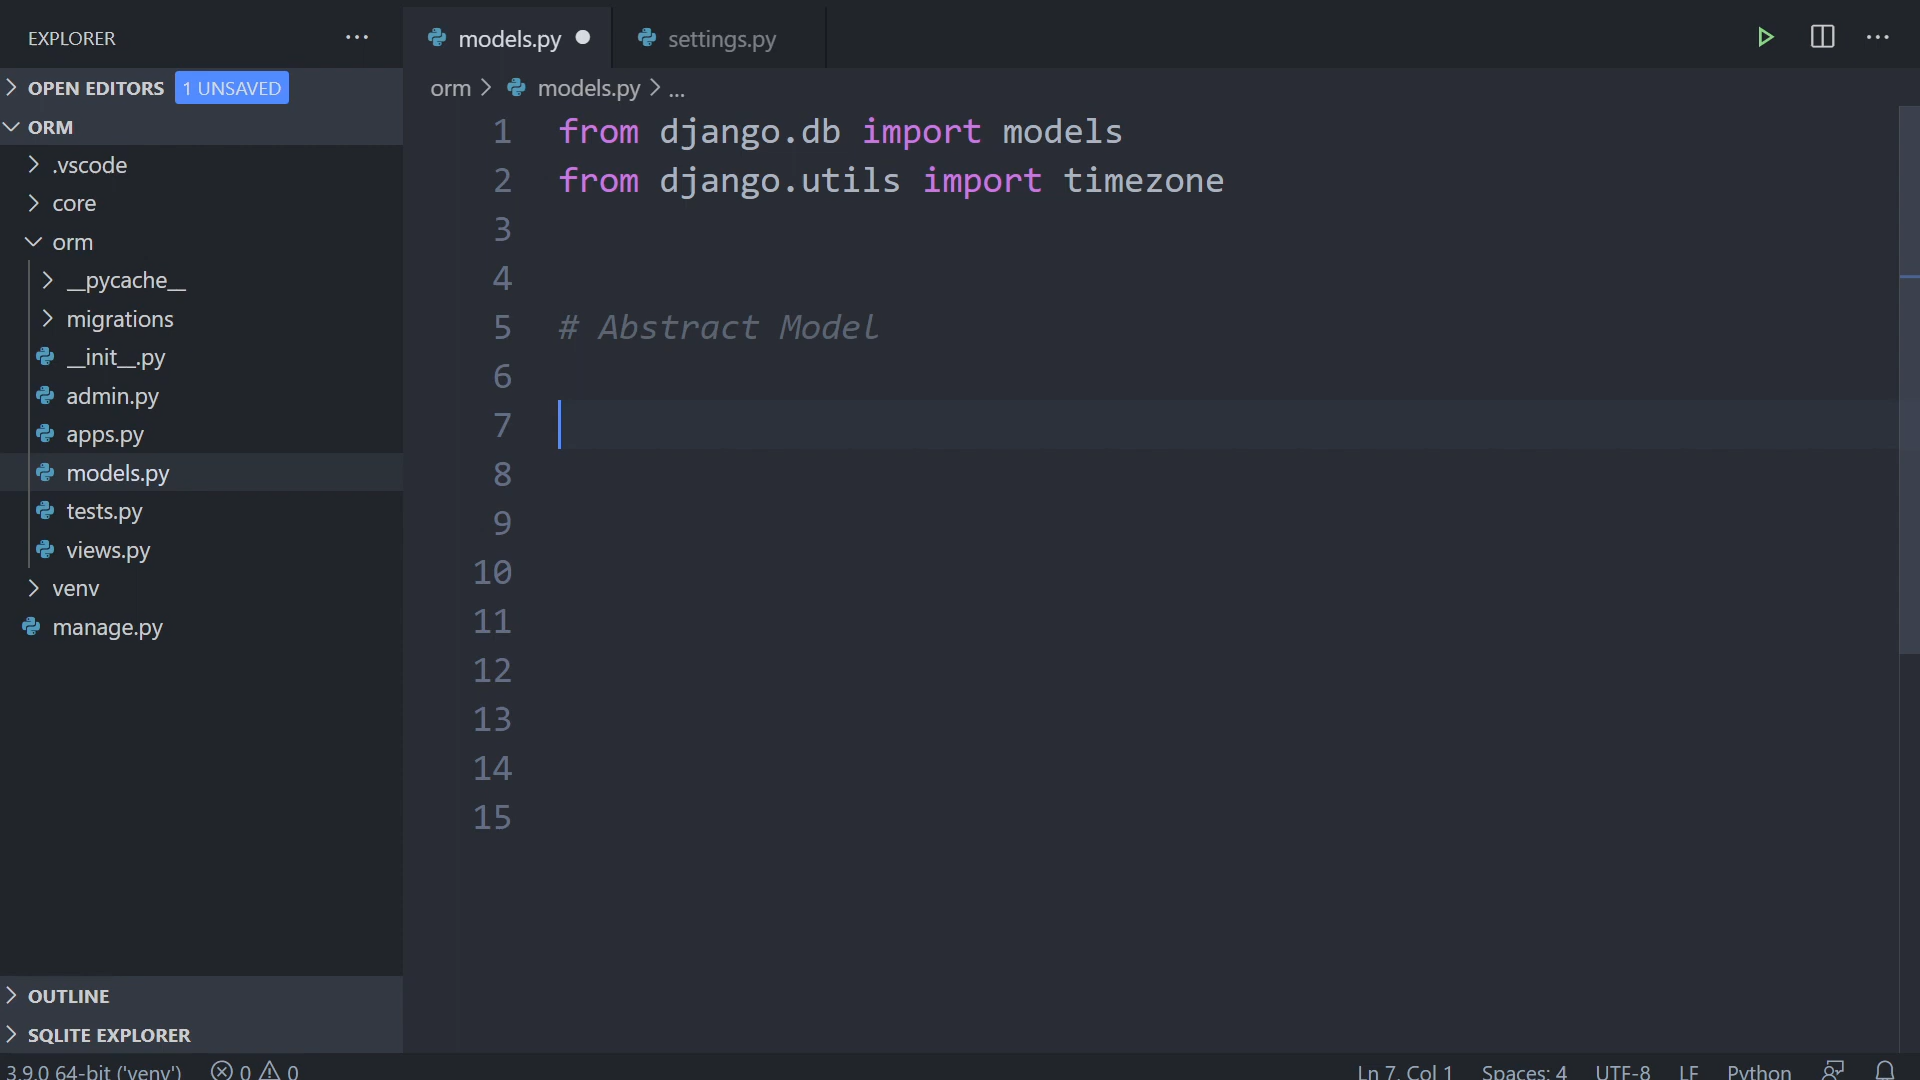 EXPLORER
OPEN EDITORS 1 UNSAVED
ORM
.vscode
core
orm
__pycache__
migrations
__init__.py
admin.py
apps.py
models.py
tests.py
views.py
venv
manage.py
OUTLINE
SQLITE EXPLORER
models.py settings.py
orm > models.py > ...
1 from django.db import models
2 from django.utils import timezone
3
4
5 # Abstract Model
6
7
8
9
10
11
12
13
14
15
3.9.0 64-bit ('venv') 0 0 Ln 7, Col 1 Spaces: 4 UTF-8 LF Python